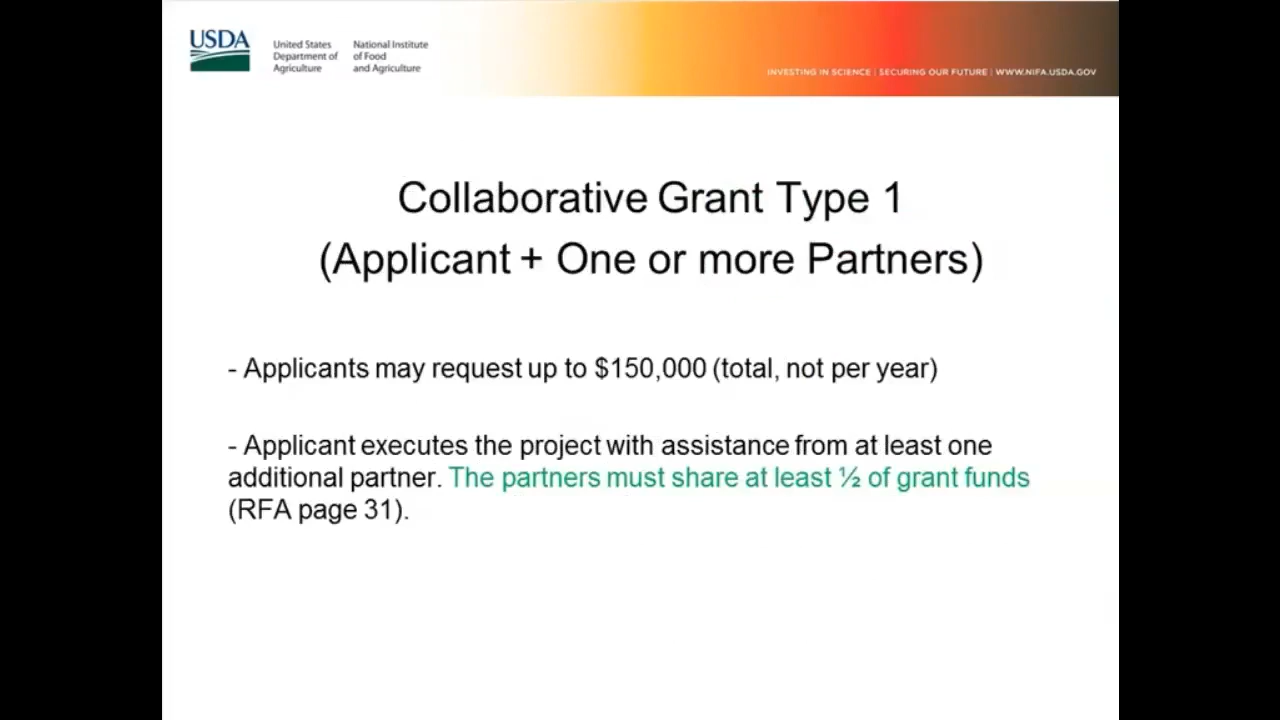 USDA
United States
Department of
Agriculture
National Institute
of Food
and Agriculture
INVESTING IN SCIENCE | SECURING OUR FUTURE | WWW.NIFA.USDA.GOV
Collaborative Grant Type 1
(Applicant + One or more Partners)
- Applicants may request up to $150,000 (total, not per year)
- Applicant executes the project with assistance from at least one
additional partner. The partners must share at least ½ of grant funds
(RFA page 31).